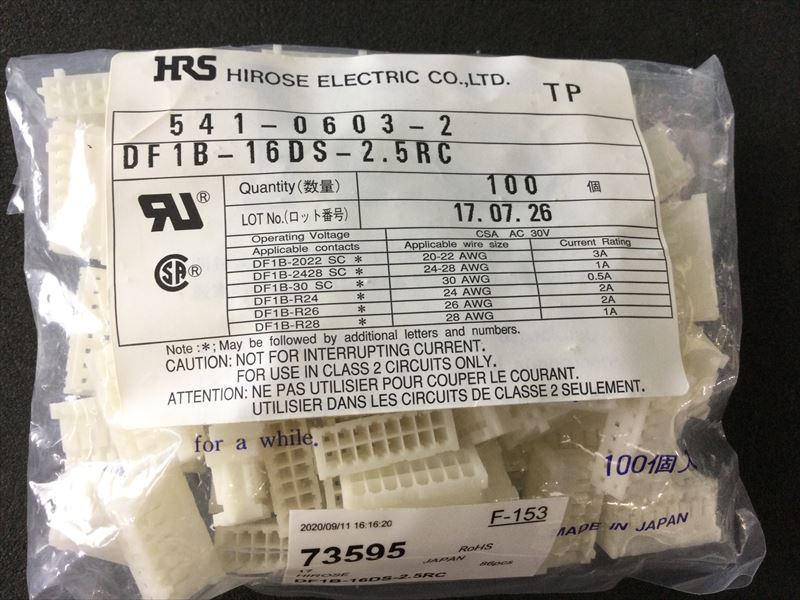 HRS HIROSE ELECTRIC CO.,LTD. TP
541-0603-2
DF1B-16DS-2.5RC
Quantity(数量) 100 個
LOT No.(ロット番号) 17.07.26
Operating Voltage CSA AC 30V
Applicable contacts Applicable wire size Current Rating
DF1B-2022 SC * 20-22 AWG 3A
DF1B-2428 SC * 24-28 AWG 1A
DF1B-30 SC * 30 AWG 0.5A
DF1B-R24 * 24 AWG 2A
DF1B-R26 * 26 AWG 2A
DF1B-R28 * 28 AWG 1A
Note :*; May be followed by additional letters and numbers.
CAUTION: NOT FOR INTERRUPTING CURRENT.
FOR USE IN CLASS 2 CIRCUITS ONLY.
ATTENTION: NE PAS UTILISIER POUR COUPER LE COURANT.
UTILISIER DANS LES CIRCUITS DE CLASSE 2 SEULEMENT.
for a while.
100個入
MADE IN JAPAN
2020/09/11 16:16:20 F-153
73595 RoHS
JAPAN 86pcs
17
HIROSE
DF1B-16DS-2.5RC